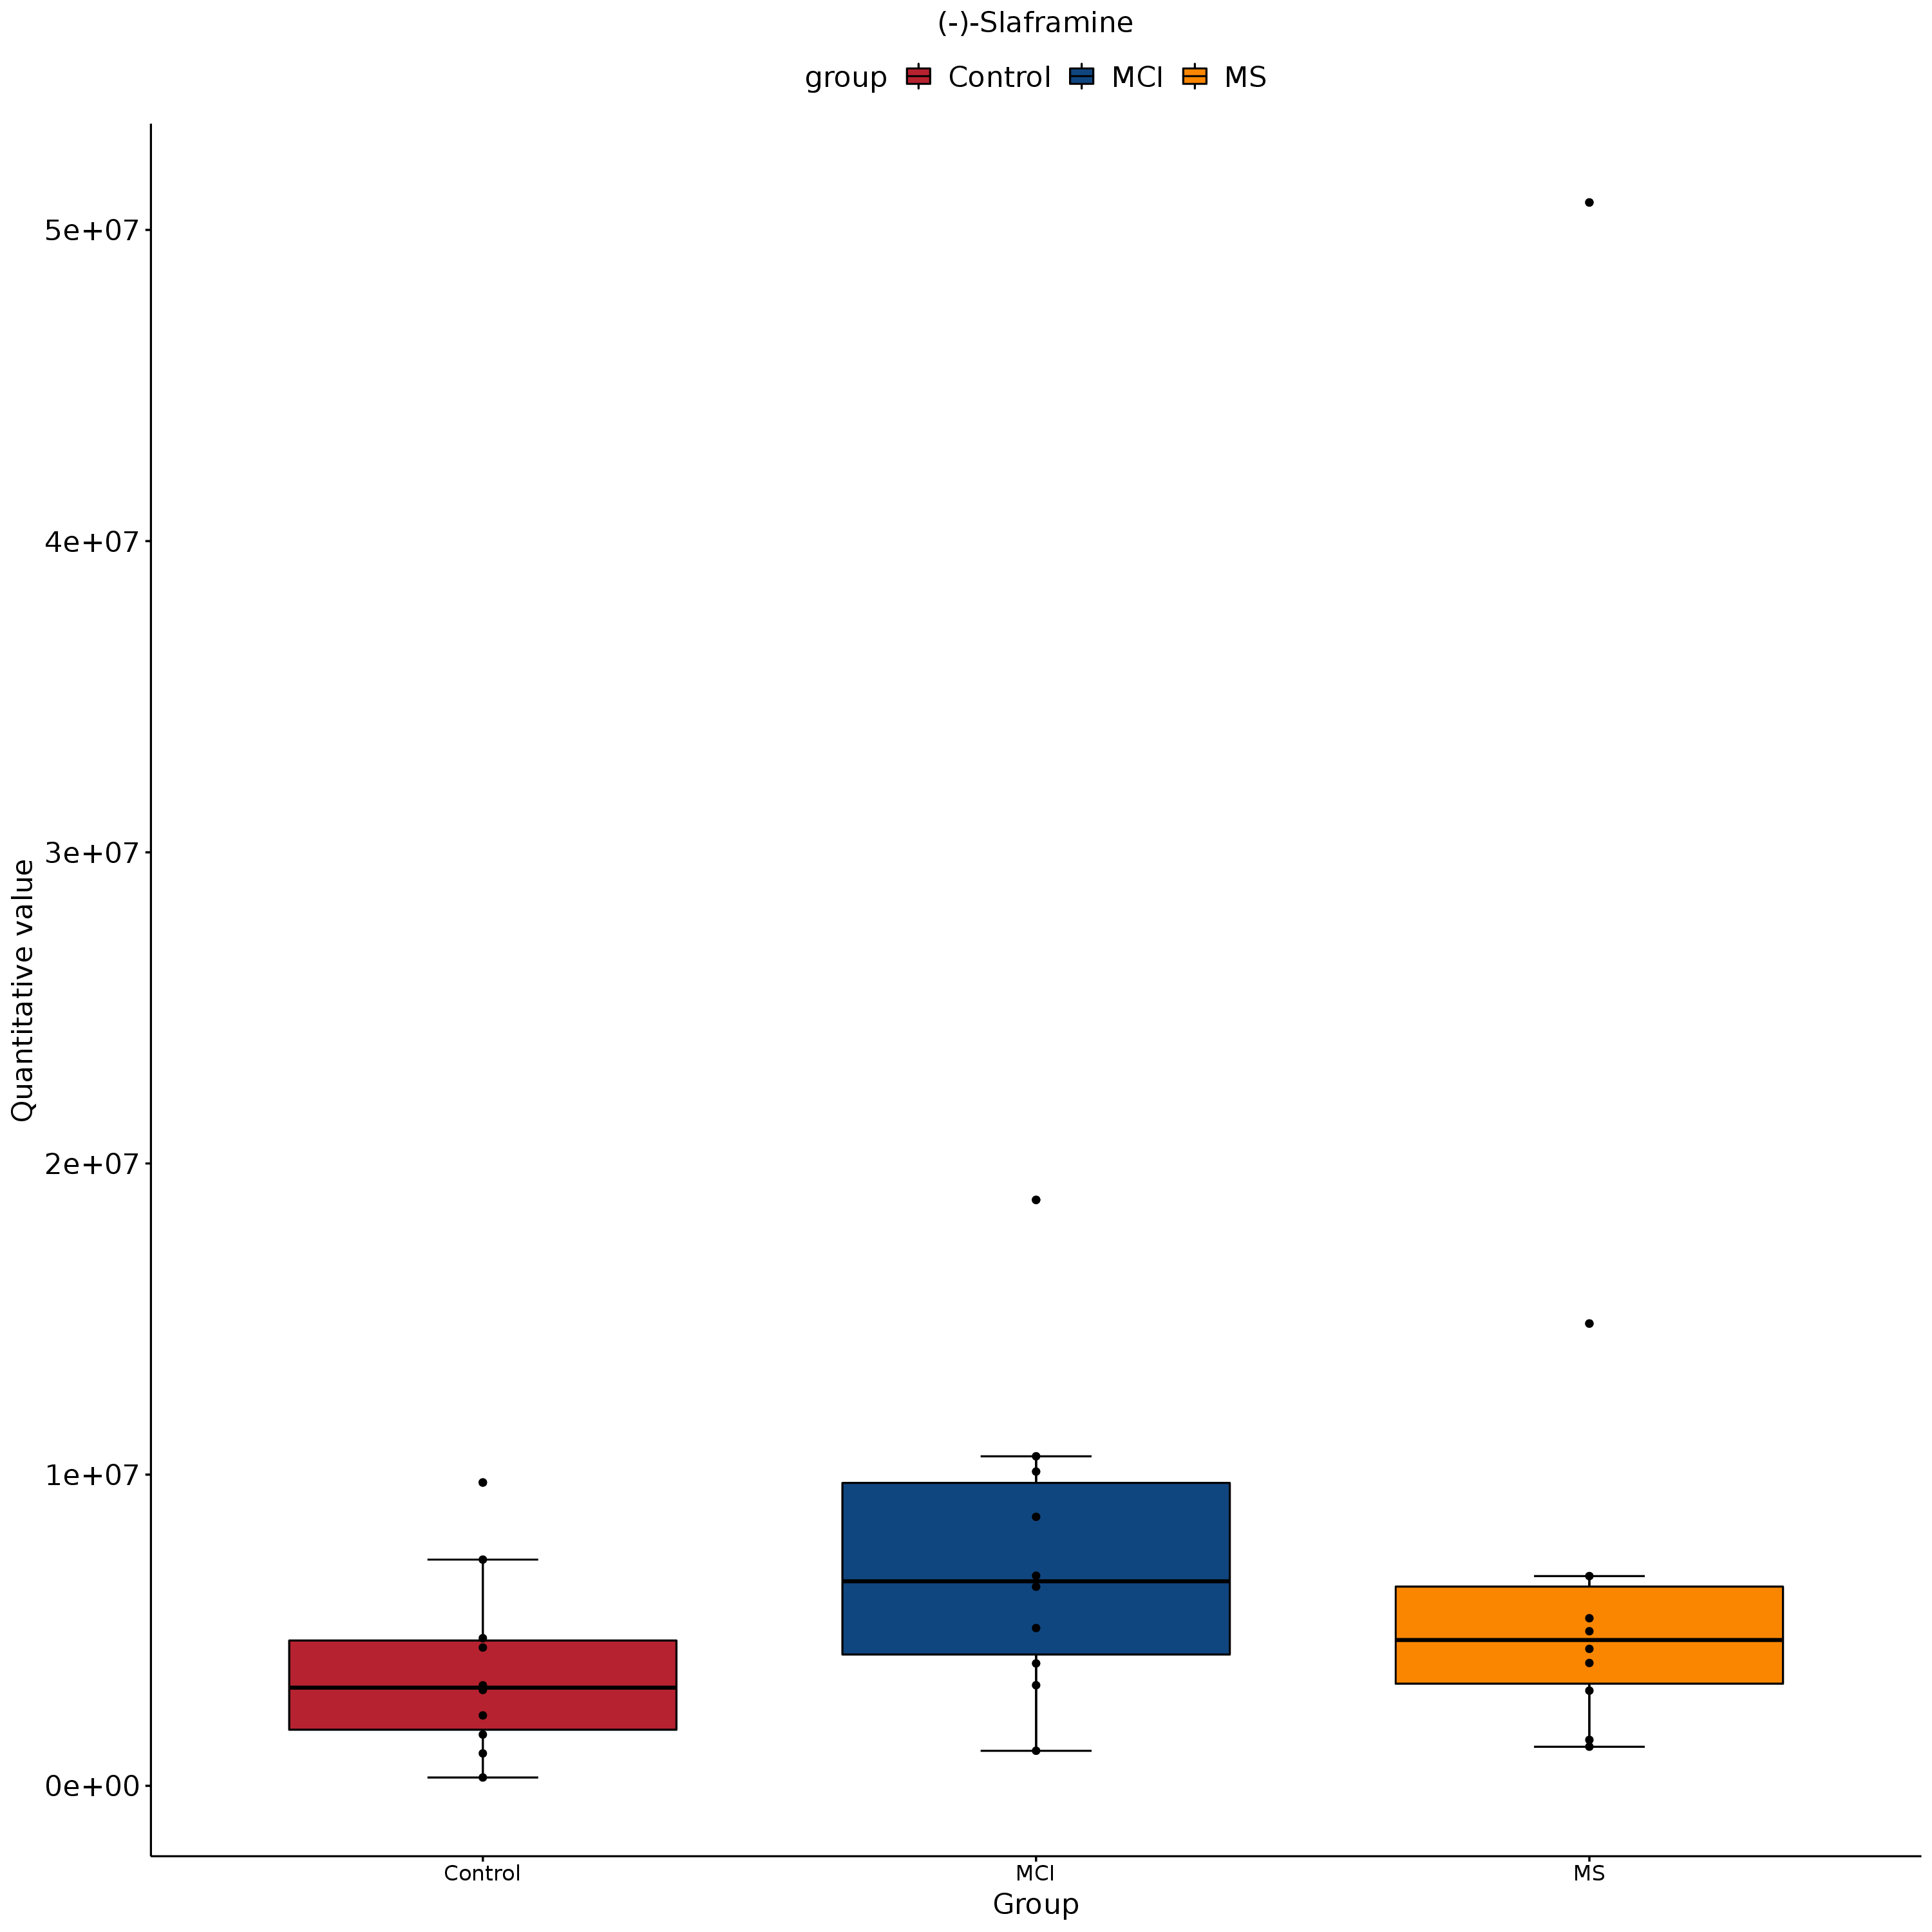 (-)-Slaframine
group Control MCI MS
Quantitative value
5e+07
4e+07
3e+07
2e+07
1e+07
0e+00
Control MCI MS
Group